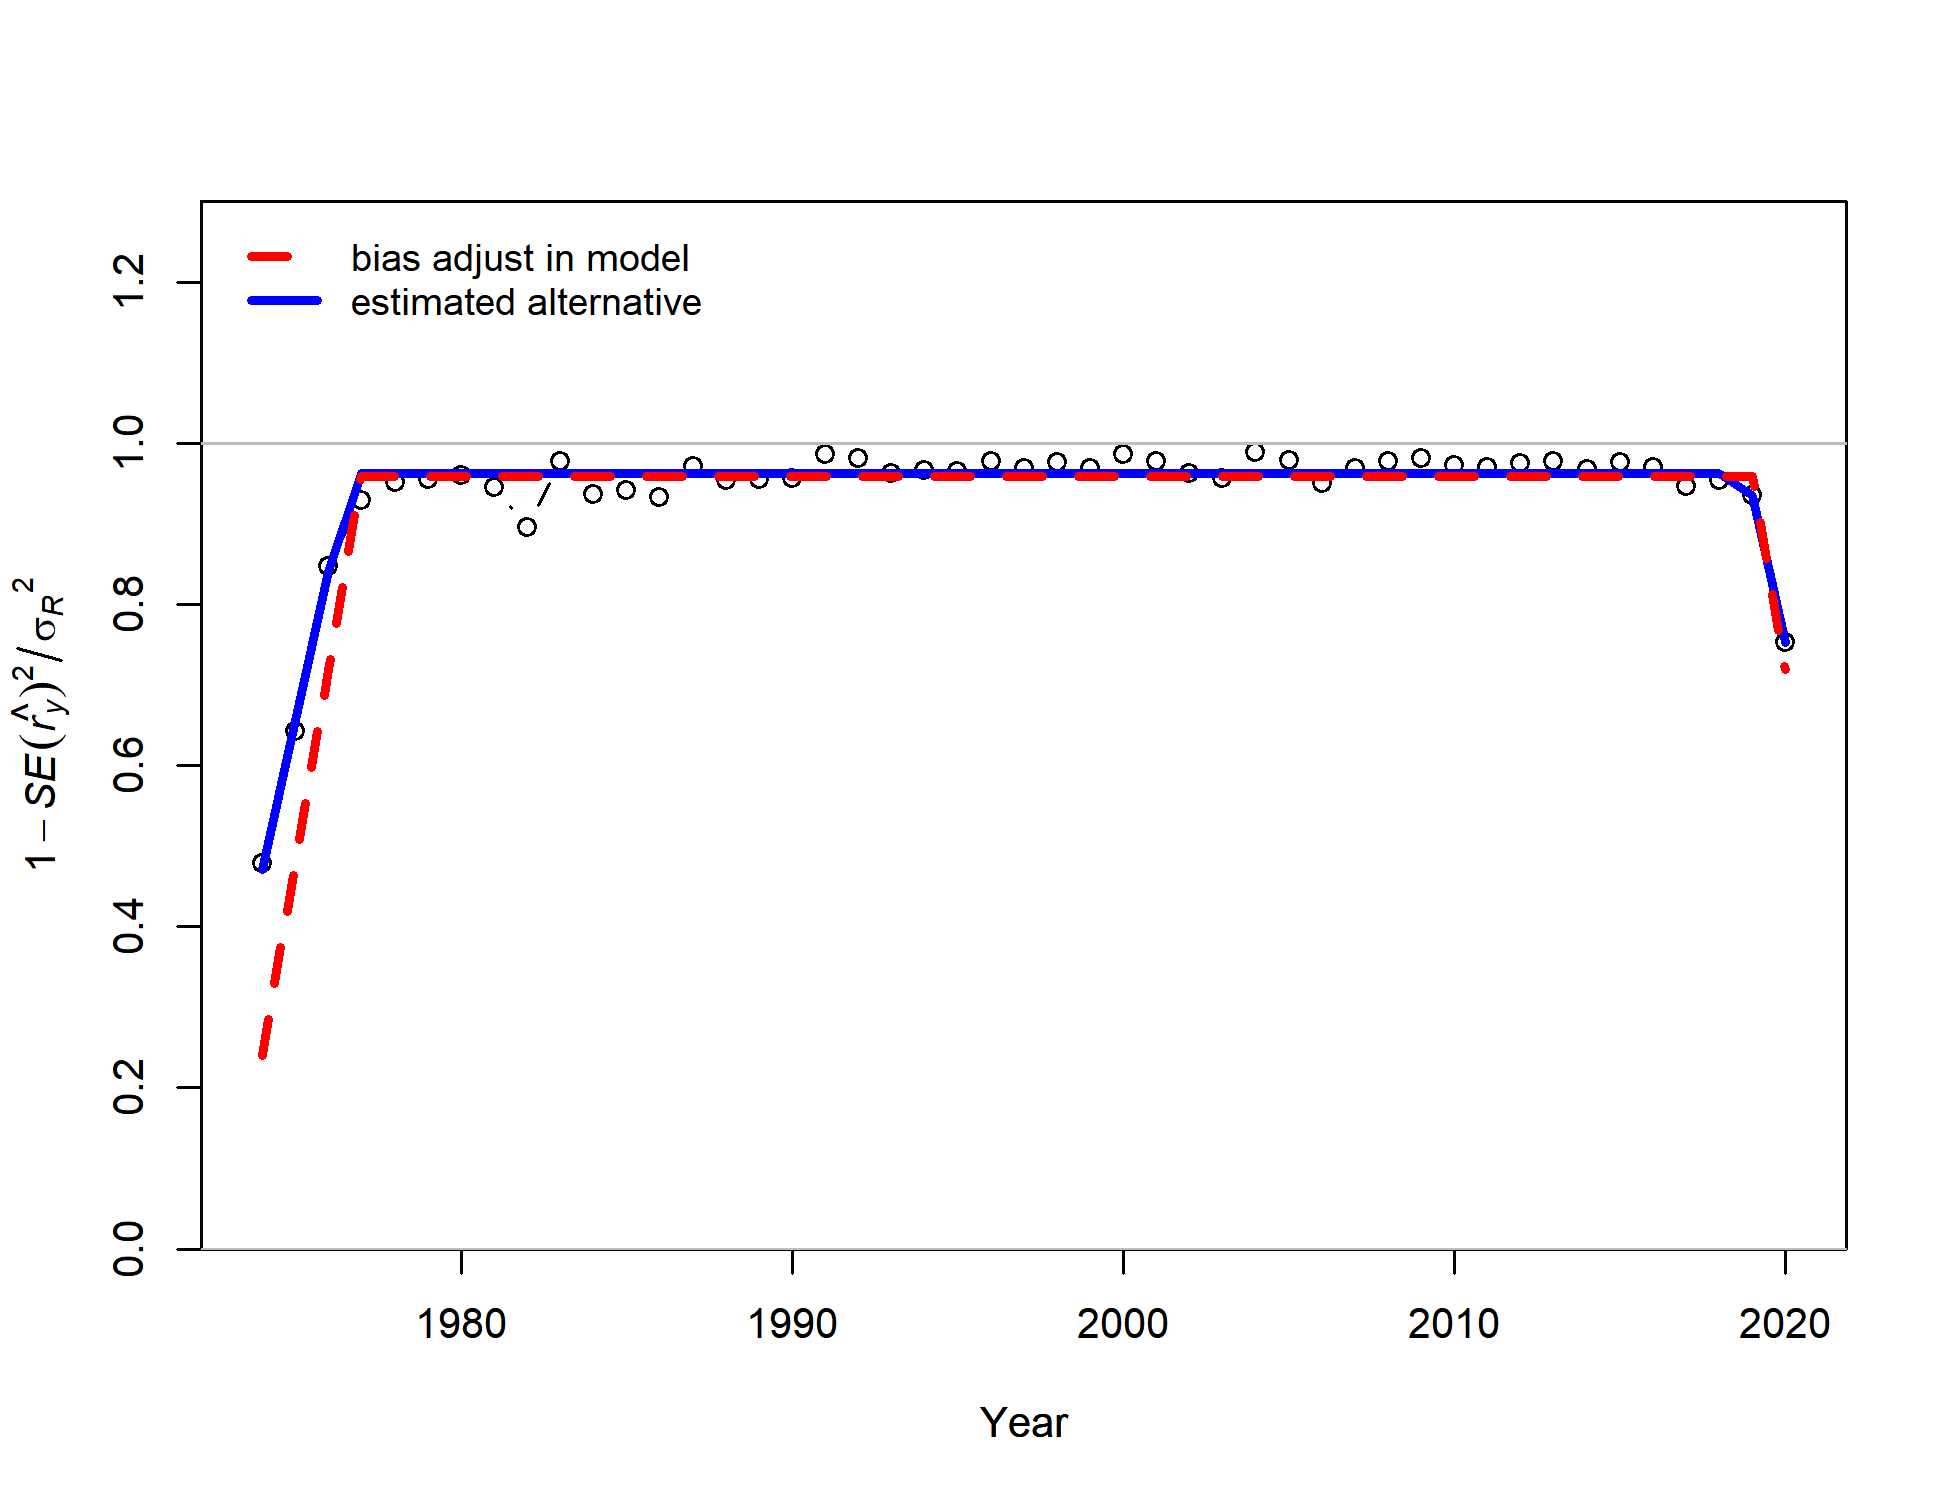 bias adjust in model
estimated alternative
1 − SE(r̂y)² / σR²
1.2
1.0
0.8
0.6
0.4
0.2
0.0
1980 1990 2000 2010 2020
Year